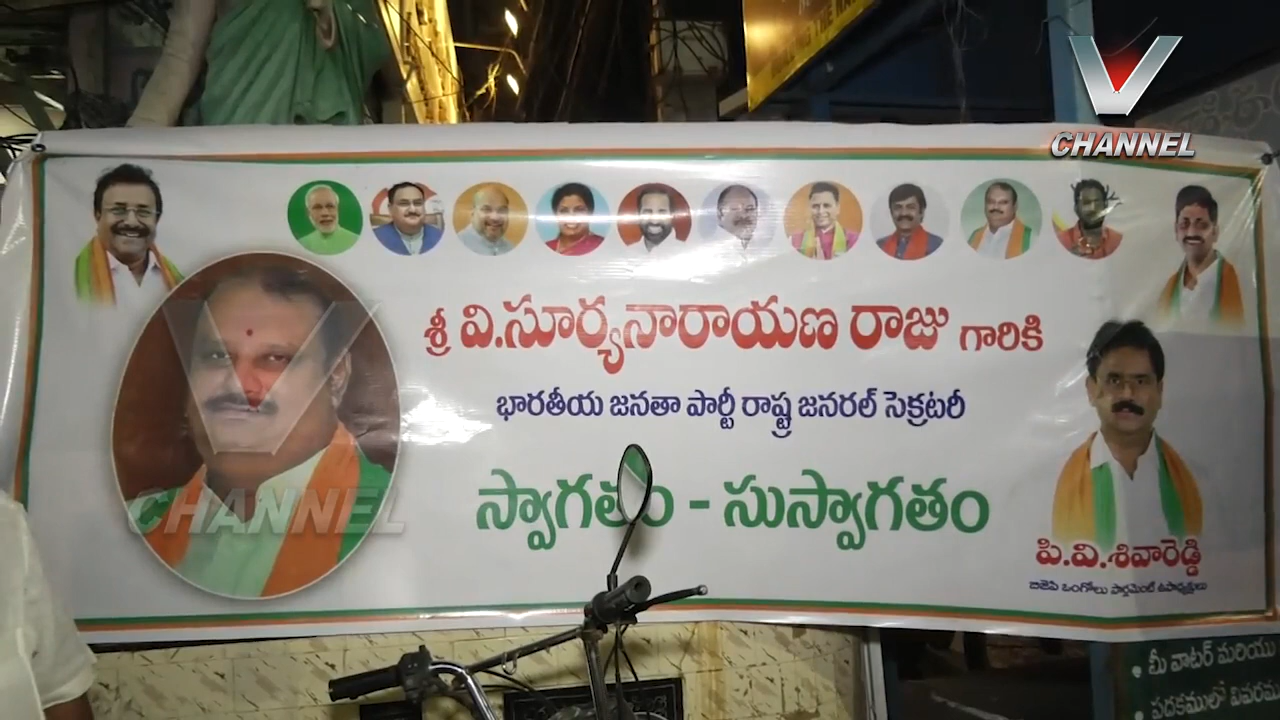 V
CHANNEL
శ్రీ వి.సూర్యనారాయణ రాజు గారికి
భారతీయ జనతా పార్టీ రాష్ట్ర జనరల్ సెక్రటరీ
స్వాగతం - సుస్వాగతం
V
CHANNEL
పి.వి.శివారెడ్డి
బిజెపి ఒంగోలు పార్లమెంట్ ఉపాధ్యక్షులు
• మీ వాటర్ మరియు